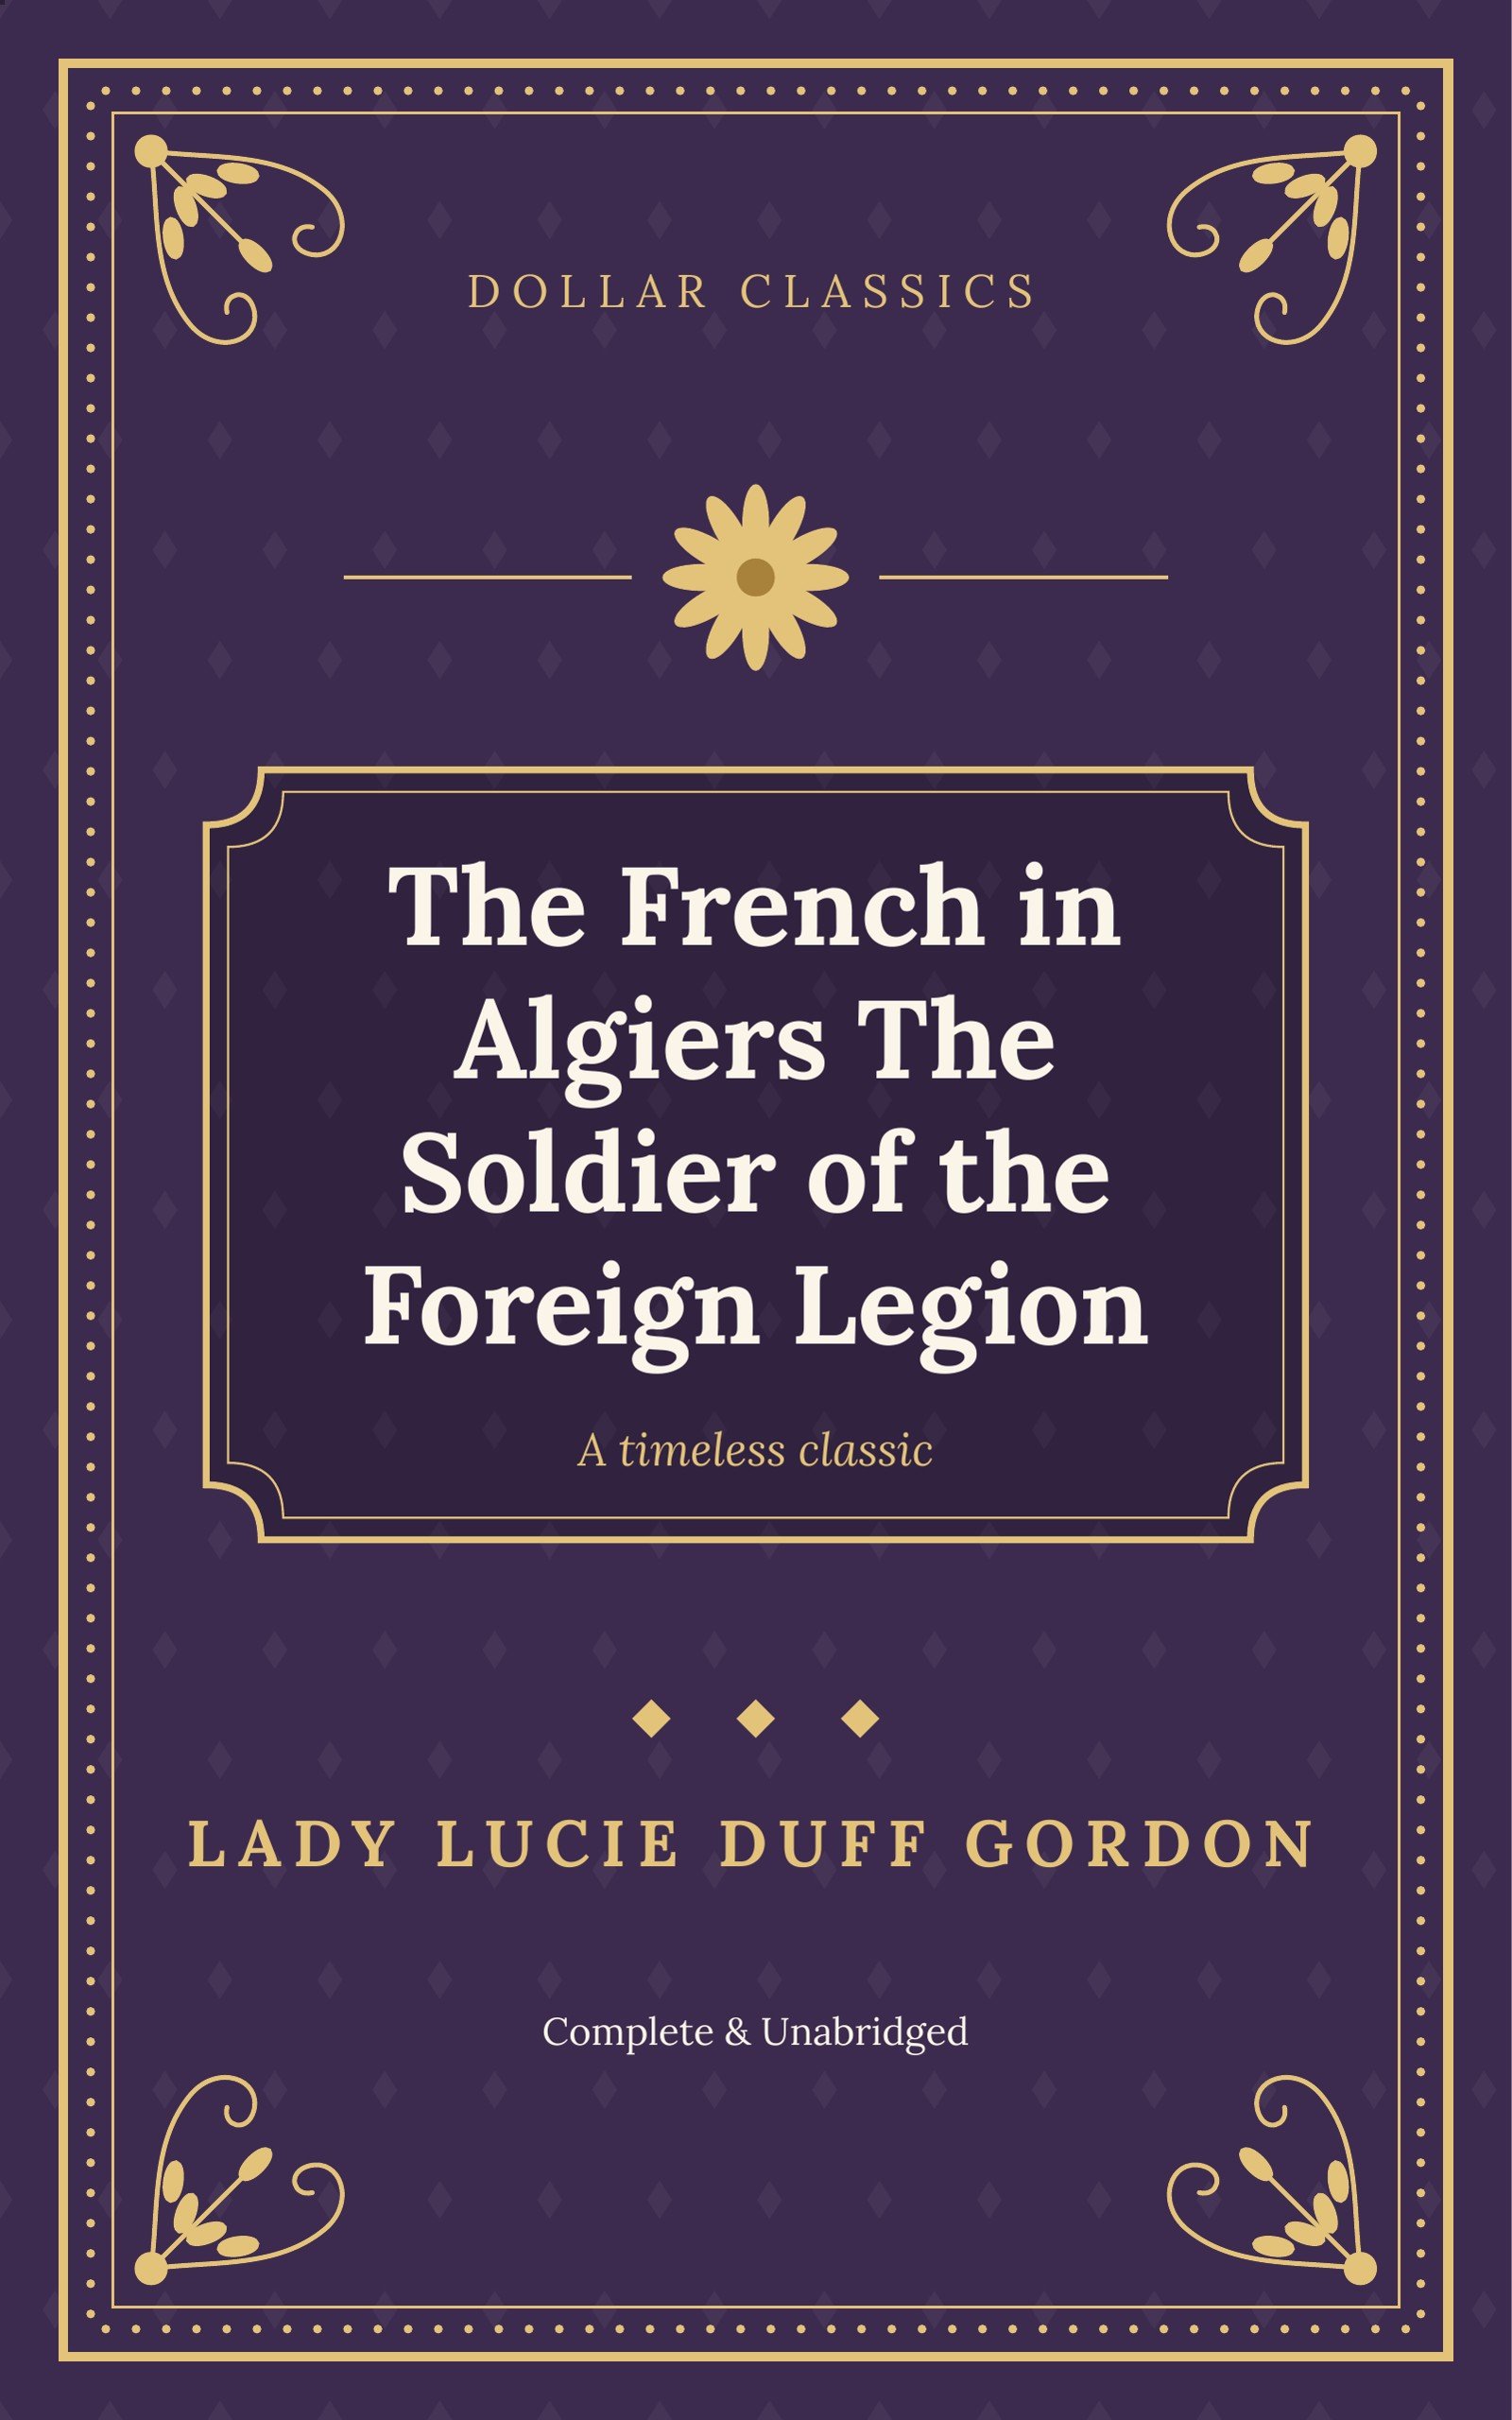 DOLLAR CLASSICS
The French in
Algiers The
Soldier of the
Foreign Legion
A timeless classic
LADY LUCIE DUFF GORDON
Complete & Unabridged